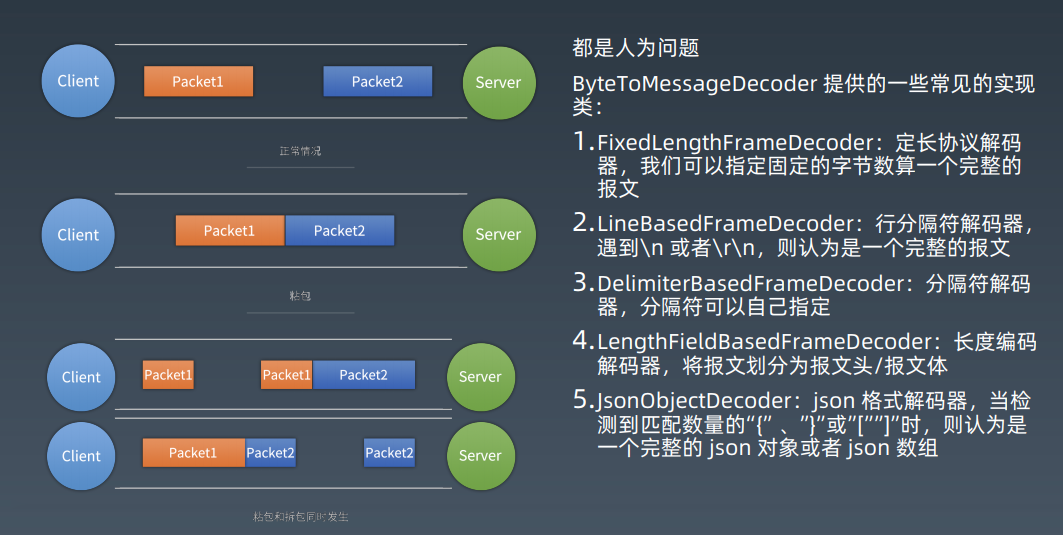 Client
Packet1
Packet2
Server
正常情况
Client
Packet1
Packet2
Server
粘包
Client
Packet1
Packet1
Packet2
Server
Client
Packet1
Packet2
Packet2
Server
粘包和拆包同时发生
都是人为问题
ByteToMessageDecoder 提供的一些常见的实现
类：
1.FixedLengthFrameDecoder：定长协议解码
器，我们可以指定固定的字节数算一个完整的
报文
2.LineBasedFrameDecoder：行分隔符解码器，
遇到\n 或者\r\n，则认为是一个完整的报文
3.DelimiterBasedFrameDecoder：分隔符解码
器，分隔符可以自己指定
4.LengthFieldBasedFrameDecoder：长度编码
解码器，将报文划分为报文头/报文体
5.JsonObjectDecoder：json 格式解码器，当检
测到匹配数量的“{” 、”}”或”[””]”时，则认为是
一个完整的 json 对象或者 json 数组